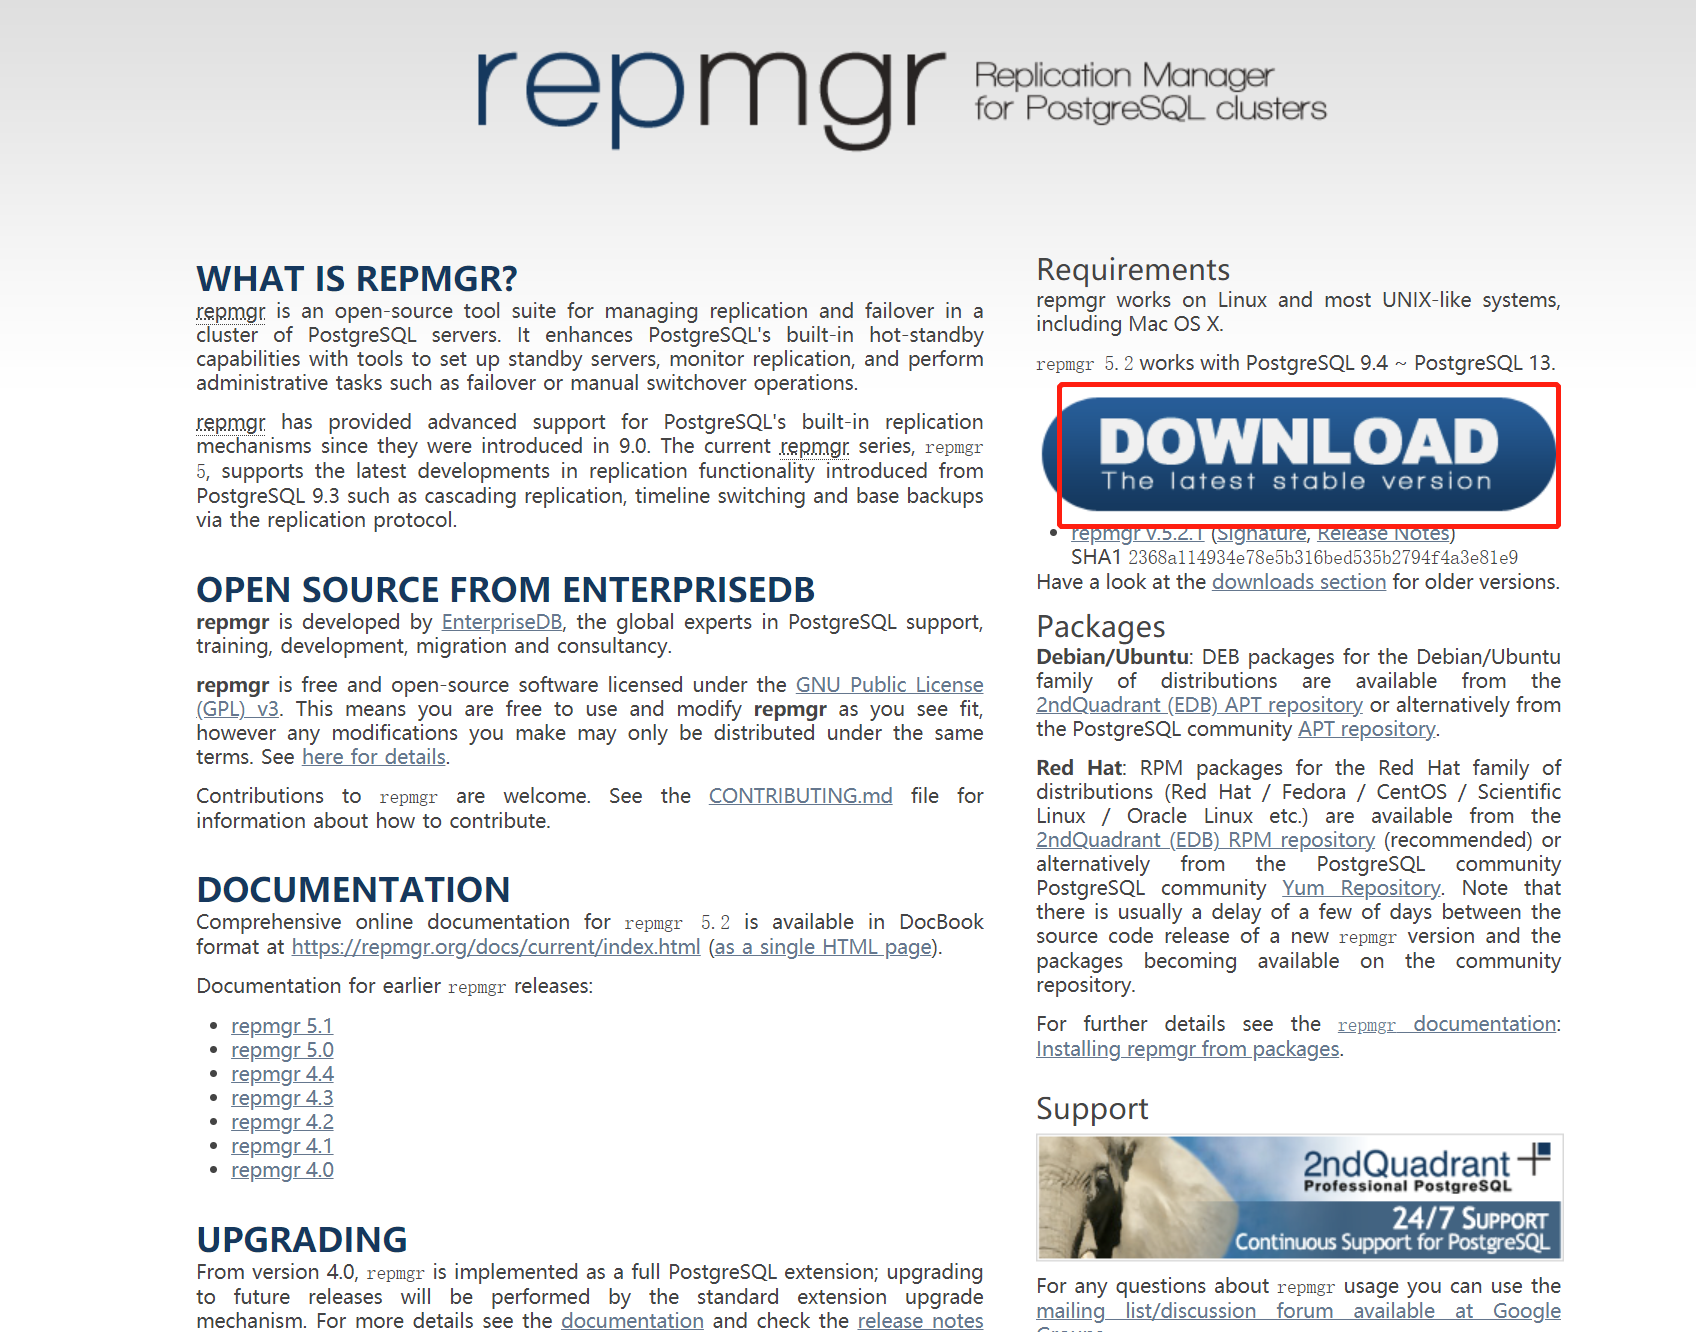 repmgr Replication Manager
for PostgreSQL clusters
WHAT IS REPMGR?
repmgr is an open-source tool suite for managing replication and failover in a
cluster of PostgreSQL servers. It enhances PostgreSQL's built-in hot-standby
capabilities with tools to set up standby servers, monitor replication, and perform
administrative tasks such as failover or manual switchover operations.
repmgr has provided advanced support for PostgreSQL's built-in replication
mechanisms since they were introduced in 9.0. The current repmgr series, repmgr
5, supports the latest developments in replication functionality introduced from
PostgreSQL 9.3 such as cascading replication, timeline switching and base backups
via the replication protocol.
OPEN SOURCE FROM ENTERPRISEDB
repmgr is developed by EnterpriseDB, the global experts in PostgreSQL support,
training, development, migration and consultancy.
repmgr is free and open-source software licensed under the GNU Public License
(GPL) v3. This means you are free to use and modify repmgr as you see fit,
however any modifications you make may only be distributed under the same
terms. See here for details.
Contributions to repmgr are welcome. See the CONTRIBUTING.md file for
information about how to contribute.
DOCUMENTATION
Comprehensive online documentation for repmgr 5.2 is available in DocBook
format at https://repmgr.org/docs/current/index.html (as a single HTML page).
Documentation for earlier repmgr releases:
• repmgr 5.1
• repmgr 5.0
• repmgr 4.4
• repmgr 4.3
• repmgr 4.2
• repmgr 4.1
• repmgr 4.0
UPGRADING
From version 4.0, repmgr is implemented as a full PostgreSQL extension; upgrading
to future releases will be performed by the standard extension upgrade
mechanism. For more details see the documentation and check the release notes
Requirements
repmgr works on Linux and most UNIX-like systems,
including Mac OS X.
repmgr 5.2 works with PostgreSQL 9.4 ~ PostgreSQL 13.
DOWNLOAD
The latest stable version
• repmgr v.5.2.1 (Signature, Release Notes)
SHA1 2368a114934e78e5b316bed535b2794f4a3e81e9
Have a look at the downloads section for older versions.
Packages
Debian/Ubuntu: DEB packages for the Debian/Ubuntu
family of distributions are available from the
2ndQuadrant (EDB) APT repository or alternatively from
the PostgreSQL community APT repository.
Red Hat: RPM packages for the Red Hat family of
distributions (Red Hat / Fedora / CentOS / Scientific
Linux / Oracle Linux etc.) are available from the
2ndQuadrant (EDB) RPM repository (recommended) or
alternatively from the PostgreSQL community
PostgreSQL community Yum Repository. Note that
there is usually a delay of a few of days between the
source code release of a new repmgr version and the
packages becoming available on the community
repository.
For further details see the repmgr documentation:
Installing repmgr from packages.
Support
2ndQuadrant
Professional PostgreSQL
24/7 SUPPORT
Continuous Support for PostgreSQL
For any questions about repmgr usage you can use the
mailing list/discussion forum available at Google